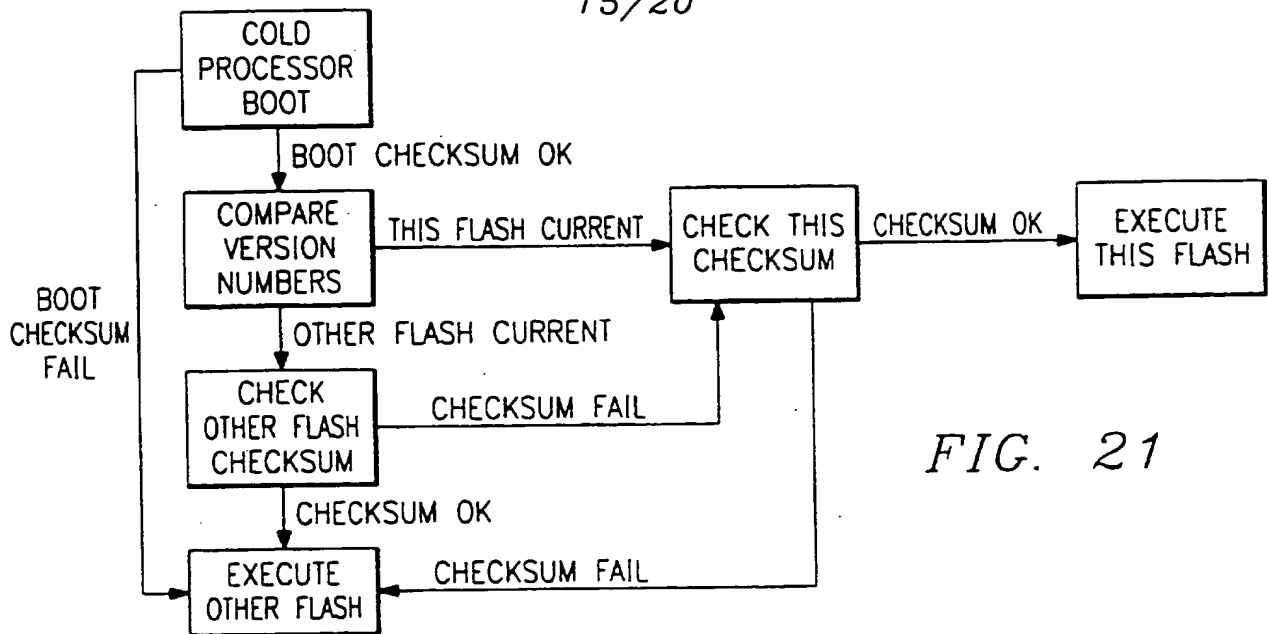 15/20
COLD
PROCESSOR
BOOT
BOOT CHECKSUM OK
COMPARE
VERSION
NUMBERS
THIS FLASH CURRENT
CHECK THIS
CHECKSUM
CHECKSUM OK
EXECUTE
THIS FLASH
BOOT
CHECKSUM
FAIL
OTHER FLASH CURRENT
CHECK
OTHER FLASH
CHECKSUM
CHECKSUM FAIL
FIG. 21
CHECKSUM OK
EXECUTE
OTHER FLASH
CHECKSUM FAIL